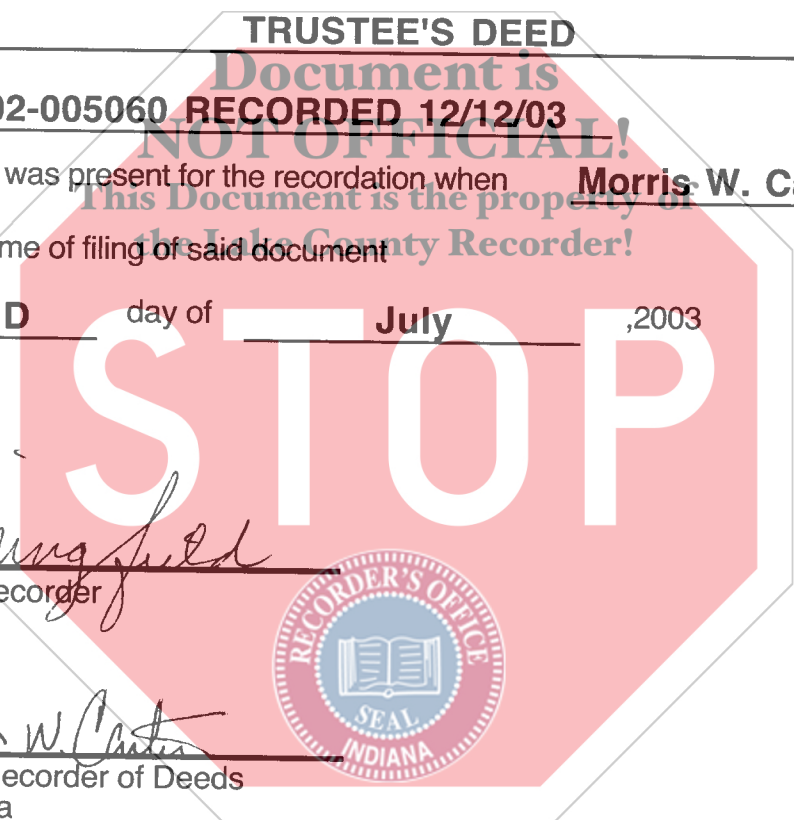 TRUSTEE'S DEED
Document is
02-005060 RECORDED 12/12/03
NOT OFFICIAL!
was present for the recordation when Morris W. Ca
This Document is the property of
me of filing of said document
the Lake County Recorder!
D day of July ,2003
STOP
ecorder
RECORDER'S OFFICE
SEAL
INDIANA
W. Carter
ecorder of Deeds
a